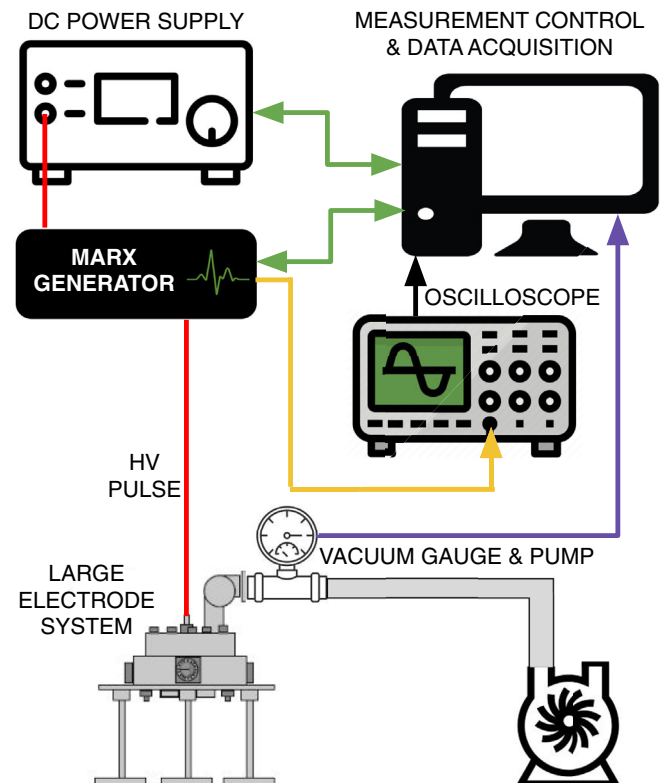 DC POWER SUPPLY
MEASUREMENT CONTROL
& DATA ACQUISITION
MARX
GENERATOR
OSCILLOSCOPE
HV
PULSE
VACUUM GAUGE & PUMP
LARGE
ELECTRODE
SYSTEM